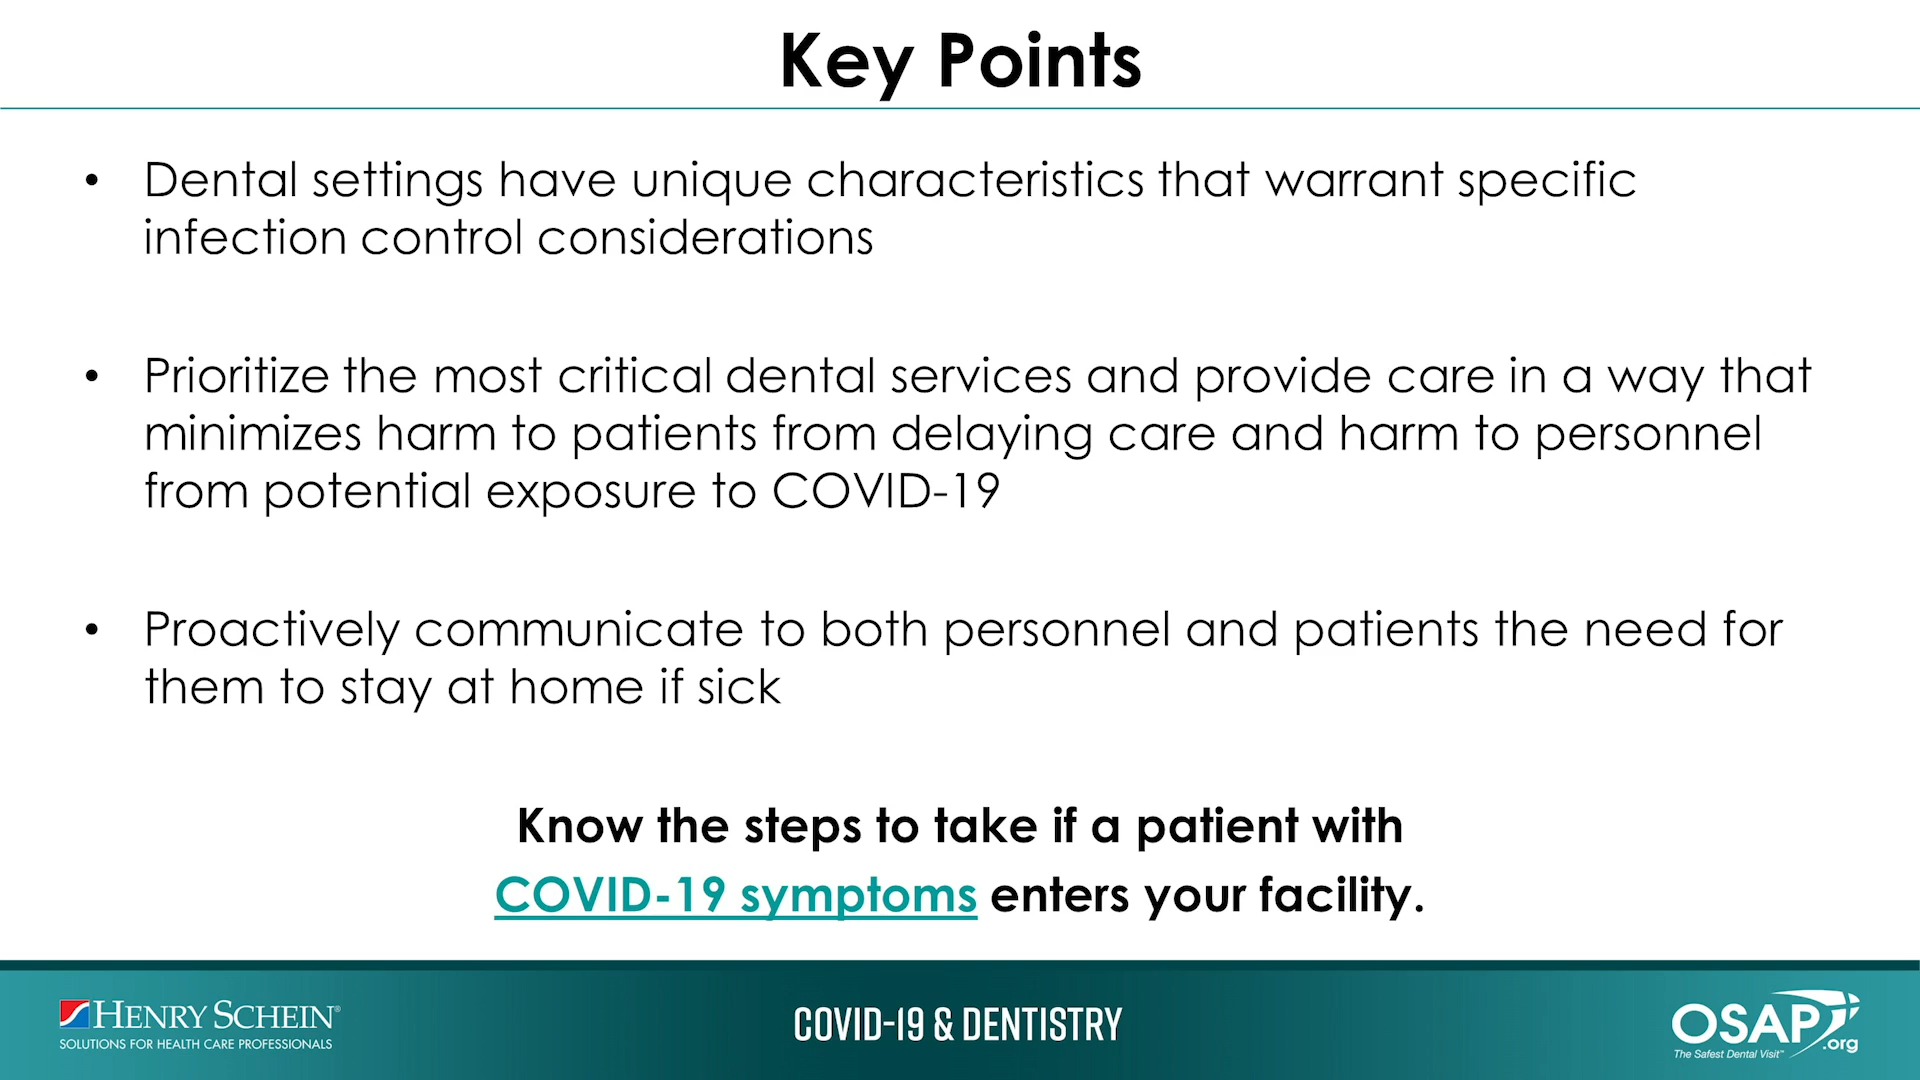 Key Points
• Dental settings have unique characteristics that warrant specific
infection control considerations
• Prioritize the most critical dental services and provide care in a way that
minimizes harm to patients from delaying care and harm to personnel
from potential exposure to COVID-19
• Proactively communicate to both personnel and patients the need for
them to stay at home if sick
Know the steps to take if a patient with
COVID-19 symptoms enters your facility.
HENRY SCHEIN®
SOLUTIONS FOR HEALTH CARE PROFESSIONALS
COVID-19 & DENTISTRY
OSAP
.org
The Safest Dental Visit™